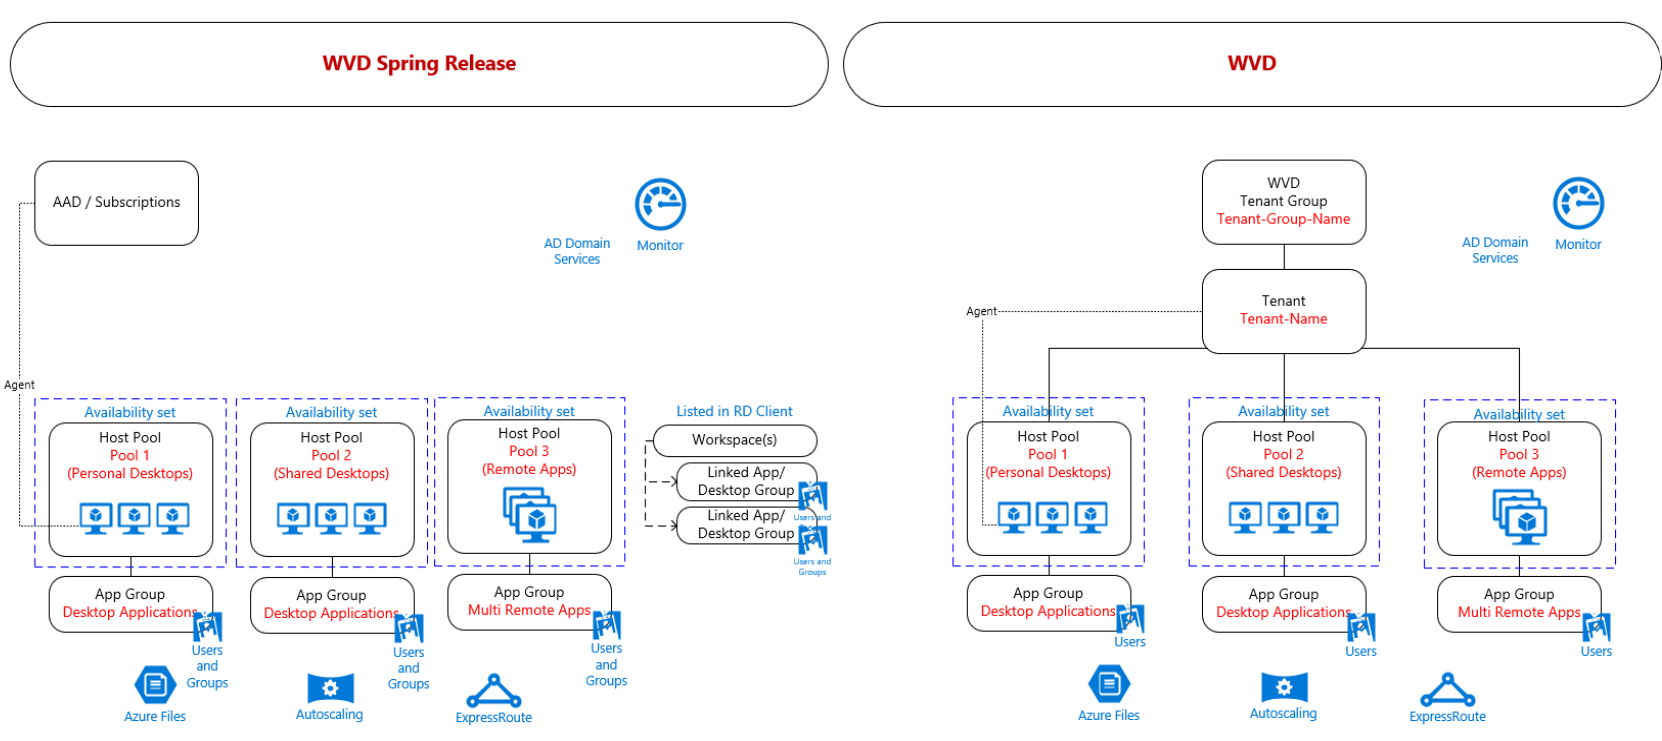 WVD Spring Release
AAD / Subscriptions
AD Domain
Services
Monitor
Agent
Availability set
Host Pool
Pool 1
(Personal Desktops)
App Group
Desktop Applications
Users
and
Groups
Availability set
Host Pool
Pool 2
(Shared Desktops)
App Group
Desktop Applications
Users
and
Groups
Availability set
Host Pool
Pool 3
(Remote Apps)
App Group
Multi Remote Apps
Users
and
Groups
Listed in RD Client
Workspace(s)
Linked App/
Desktop Group
Users and
Linked App/
Desktop Group
Users and
Groups
Azure Files
Autoscaling
ExpressRoute
WVD
WVD
Tenant Group
Tenant-Group-Name
AD Domain
Services
Monitor
Tenant
Tenant-Name
Agent
Availability set
Host Pool
Pool 1
(Personal Desktops)
App Group
Desktop Applications
Users
Availability set
Host Pool
Pool 2
(Shared Desktops)
App Group
Desktop Applications
Users
Availability set
Host Pool
Pool 3
(Remote Apps)
App Group
Multi Remote Apps
Users
Azure Files
Autoscaling
ExpressRoute